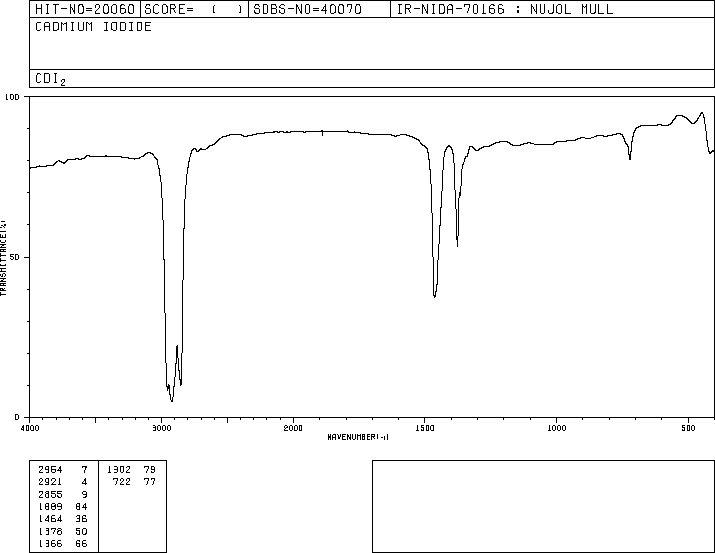 HIT-NO=20060 SCORE= ( ) SDBS-NO=40070 IR-NIDA-70166 : NUJOL MULL
CADMIUM IODIDE
CDI2
100
50
0
TRANSMITTANCE(%)
4000 3000 2000 1500 1000 500
WAVENUMBER(-1)
2964 7 1302 79
2921 4 722 77
2855 9
1889 84
1464 36
1378 50
1366 66